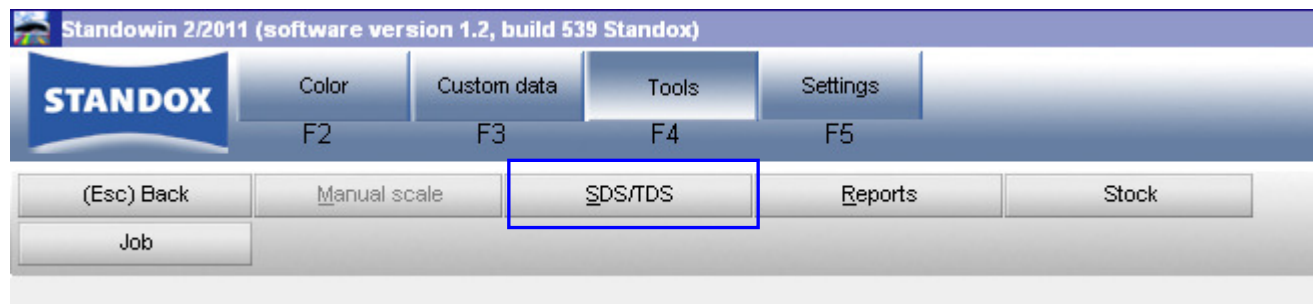 Standowin 2/2011 (software version 1.2, build 539 Standox)
STANDOX
Color Custom data Tools Settings
F2 F3 F4 F5
(Esc) Back Manual scale SDS/TDS Reports Stock
Job